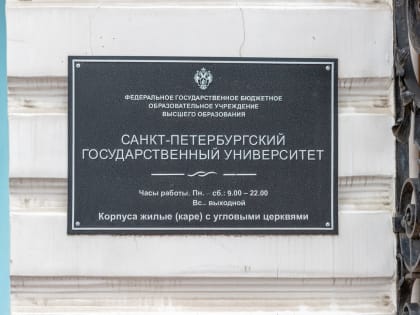 ФЕДЕРАЛЬНОЕ ГОСУДАРСТВЕННОЕ БЮДЖЕТНОЕ
ОБРАЗОВАТЕЛЬНОЕ УЧРЕЖДЕНИЕ
ВЫСШЕГО ОБРАЗОВАНИЯ
САНКТ-ПЕТЕРБУРГСКИЙ
ГОСУДАРСТВЕННЫЙ УНИВЕРСИТЕТ
Часы работы. Пн. - сб.: 9.00 – 22.00
Вс.. выходной
Корпуса жилые (каре) с угловыми церквями